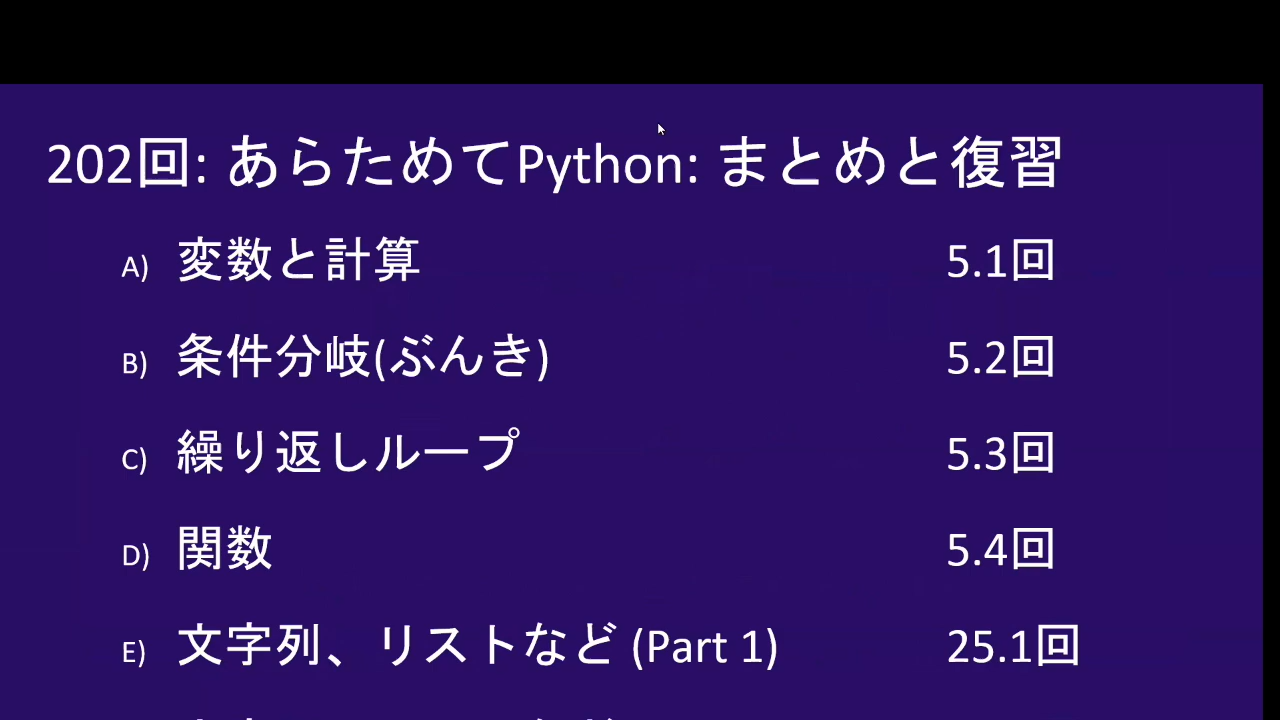 202回: あらためてPython: まとめと復習
A) 変数と計算 5.1回
B) 条件分岐(ぶんき) 5.2回
C) 繰り返しループ 5.3回
D) 関数 5.4回
E) 文字列、リストなど (Part 1) 25.1回